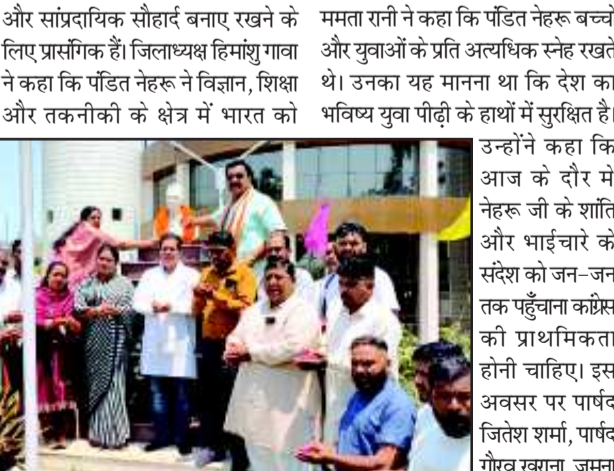 और सांप्रदायिक सौहार्द बनाए रखने के
लिए प्रासंगिक हैं। जिलाध्यक्ष हिमांशु गावा
ने कहा कि पंडित नेहरू ने विज्ञान, शिक्षा
और तकनीकी के क्षेत्र में भारत को
ममता रानी ने कहा कि पंडित नेहरू बच्चों
और युवाओं के प्रति अत्यधिक स्नेह रखते
थे। उनका यह मानना था कि देश का
भविष्य युवा पीढ़ी के हाथों में सुरक्षित है।
उन्होंने कहा कि
आज के दौर में
नेहरू जी के शांति
और भाईचारे के
संदेश को जन-जन
तक पहुँचाना कांग्रेस
की प्राथमिकता
होनी चाहिए। इस
अवसर पर पार्षद
जितेश शर्मा, पार्षद
गौरव खुराना, जमुना